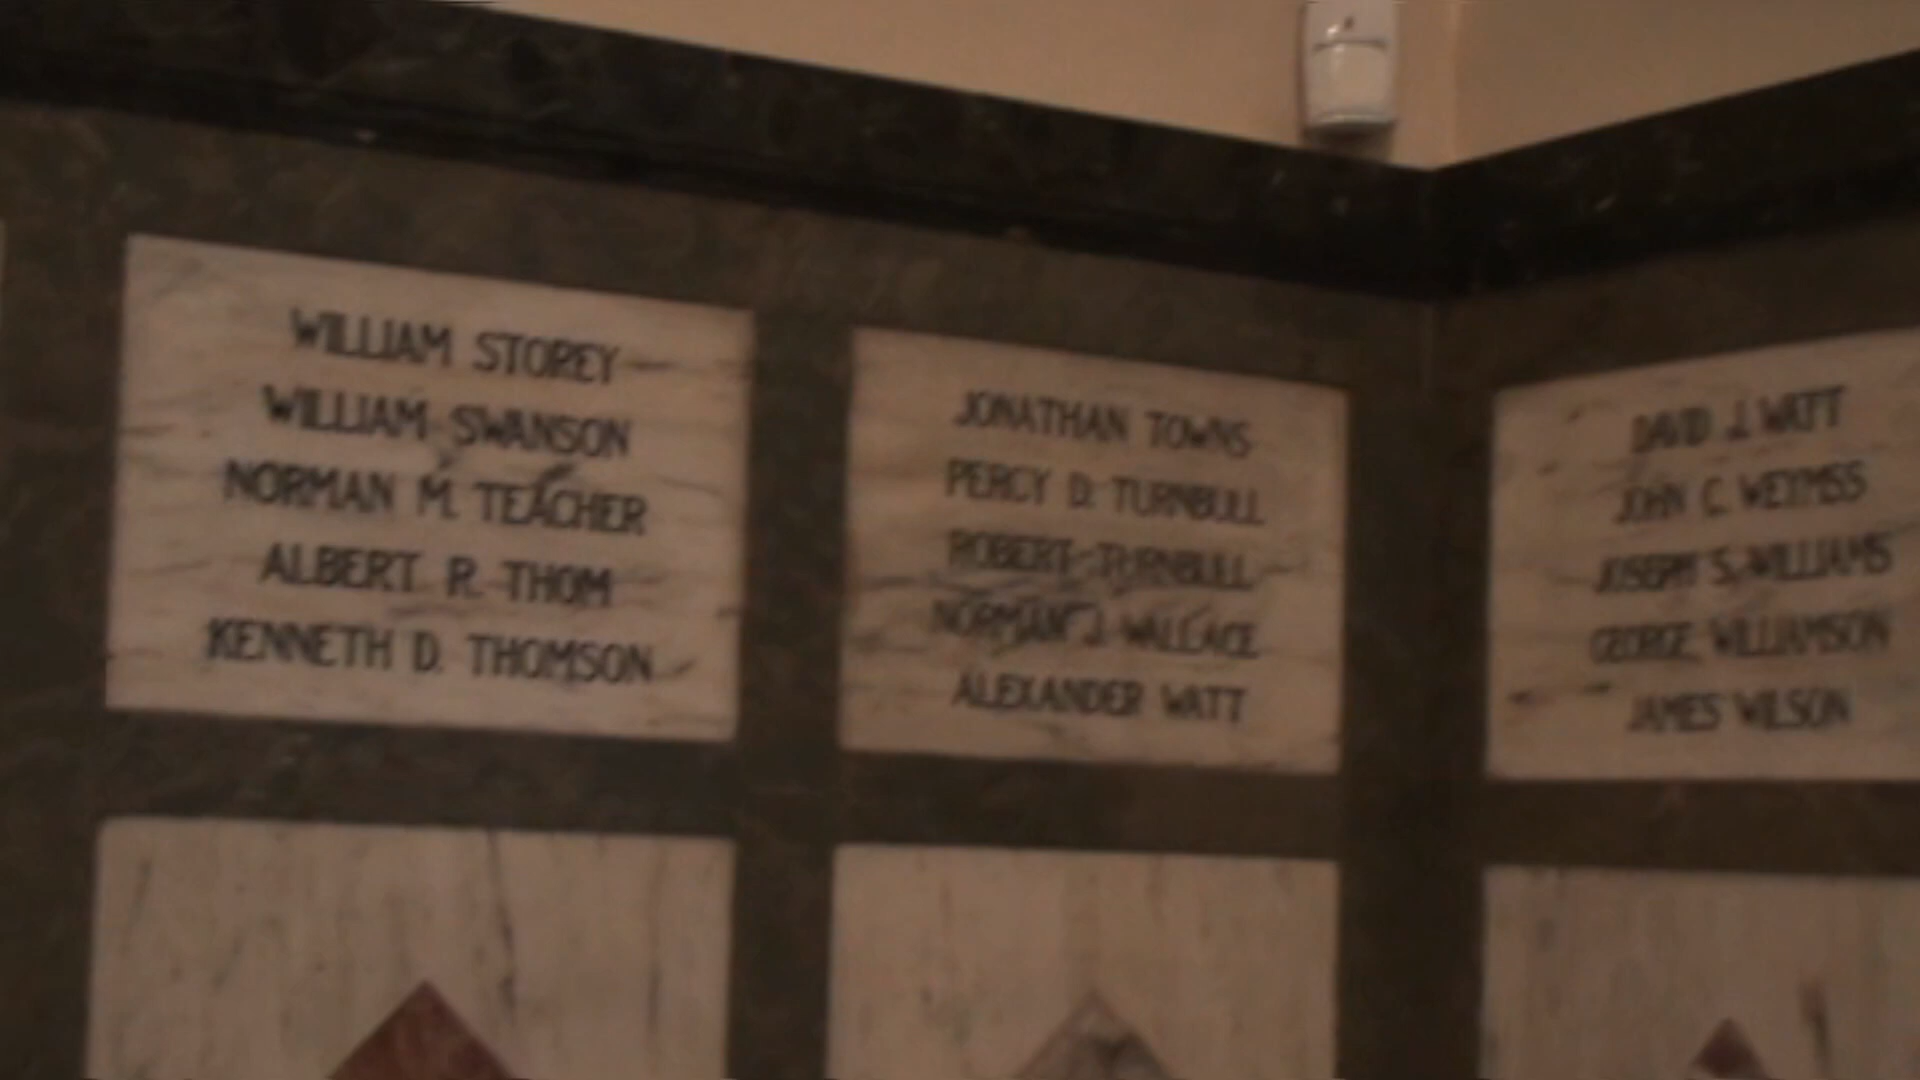 WILLIAM STOREY
WILLIAM SWANSON
NORMAN M. TEACHER
ALBERT R. THOM
KENNETH D. THOMSON
JONATHAN TOWNS
PERCY D. TURNBULL
ROBERT TURNBULL
NORMAN J. WALLACE
ALEXANDER WATT
DAVID J. WATT
JOHN C. WEYMSS
JOSEPH S. WILLIAMS
GEORGE WILLIAMSON
JAMES WILSON